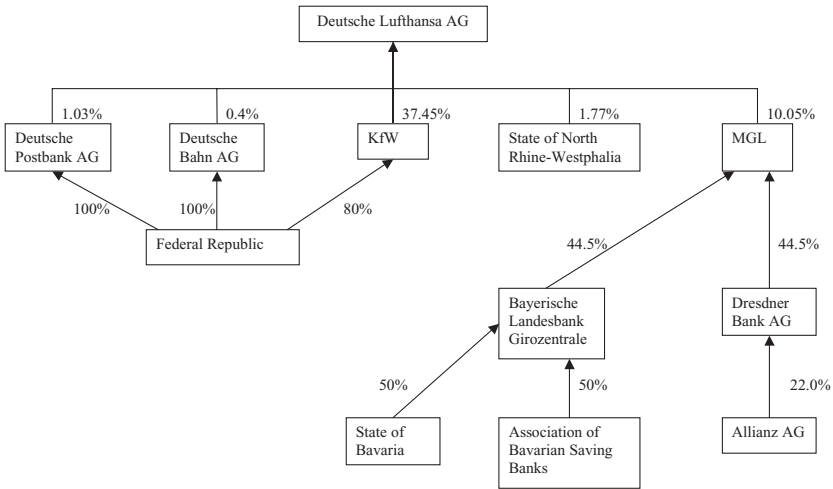 Deutsche Lufthansa AG
1.03%
0.4%
37.45%
1.77%
10.05%
Deutsche
Postbank AG
Deutsche
Bahn AG
KfW
State of North
Rhine-Westphalia
MGL
100%
100%
80%
Federal Republic
44.5%
44.5%
Bayerische
Landesbank
Girozentrale
Dresdner
Bank AG
50%
50%
22.0%
State of
Bavaria
Association of
Bavarian Saving
Banks
Allianz AG